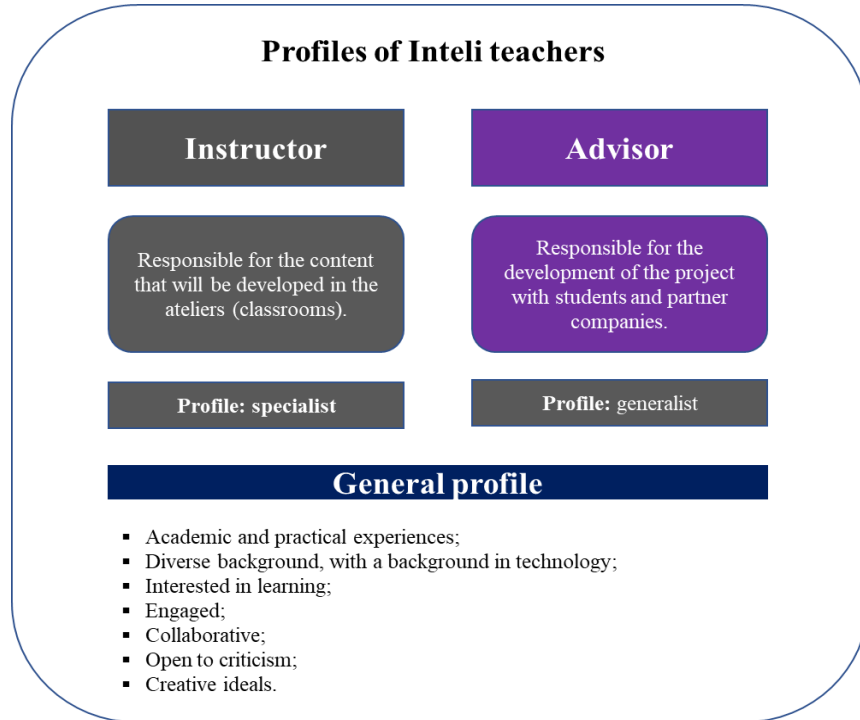 Profiles of Inteli teachers
Instructor
Advisor
Responsible for the content
that will be developed in the
ateliers (classrooms).
Responsible for the
development of the project
with students and partner
companies.
Profile: specialist
Profile: generalist
General profile
▪ Academic and practical experiences;
▪ Diverse background, with a background in technology;
▪ Interested in learning;
▪ Engaged;
▪ Collaborative;
▪ Open to criticism;
▪ Creative ideals.